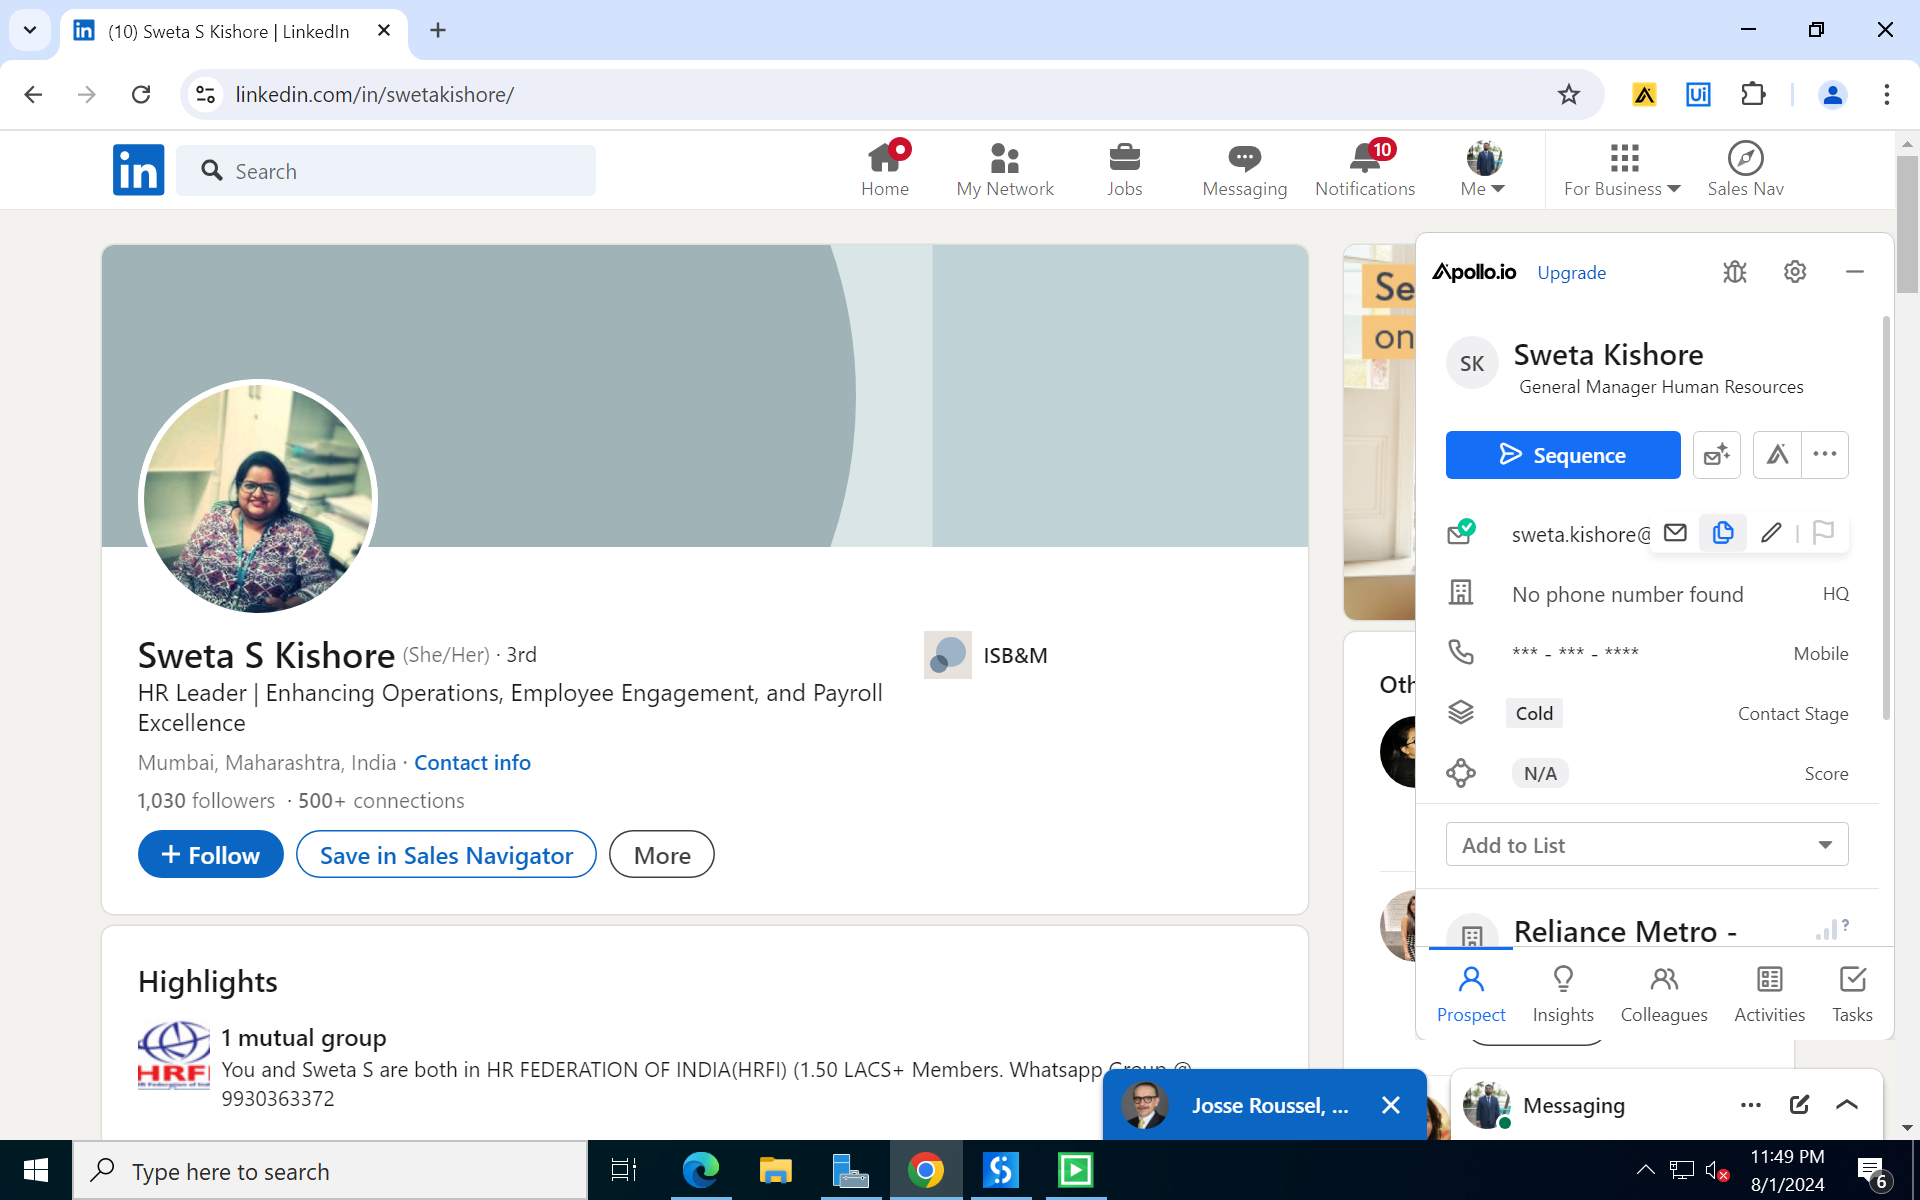 (10) Sweta S Kishore | LinkedIn
linkedin.com/in/swetakishore/
Ui
in
Search
Home
My Network
Jobs
Messaging
10
Notifications
Me
For Business
Sales Nav
Se
on
Apollo.io
Upgrade
SK
Sweta Kishore
General Manager Human Resources
Sequence
sweta.kishore@
No phone number found
HQ
*** - *** - ****
Mobile
Cold
Contact Stage
N/A
Score
Add to List
Reliance Metro -
?
Prospect
Insights
Colleagues
Activities
Tasks
Sweta S Kishore (She/Her) · 3rd
HR Leader | Enhancing Operations, Employee Engagement, and Payroll
Excellence
Mumbai, Maharashtra, India · Contact info
1,030 followers · 500+ connections
+ Follow
Save in Sales Navigator
More
ISB&M
Oth
Highlights
HRF
1 mutual group
You and Sweta S are both in HR FEDERATION OF INDIA(HRFI) (1.50 LACS+ Members. Whatsapp Group @
9930363372
Josse Roussel, ...
Messaging
Type here to search
11:49 PM
8/1/2024
6